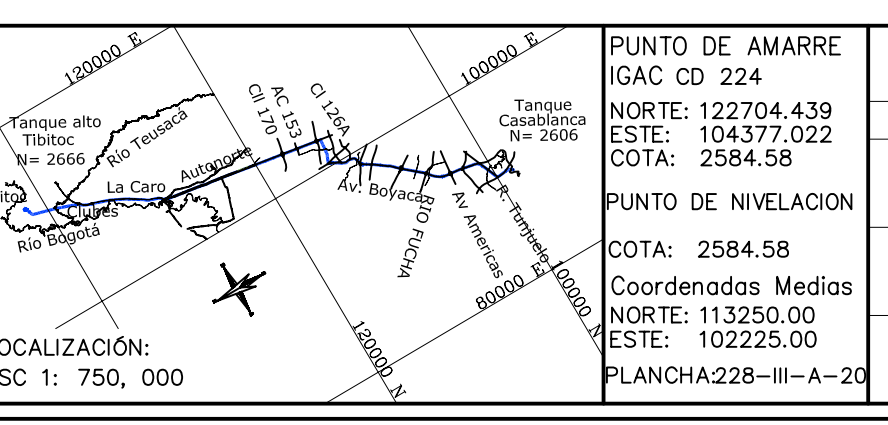 120000 E
100000 E
Tanque alto
Tibitoc
N= 2666
Río Teusacá
Cll 170
AC 153
Cl 126A
Tanque
Casablanca
N= 2606
Autonorte
La Caro
Clubes
Río Bogotá
Av. Boyaca
RIO FUCHA
Av Americas
R. Tunjuelo
80000 E
100000 N
120000 N
OCALIZACIÓN:
SC 1: 750, 000
PUNTO DE AMARRE
IGAC CD 224
NORTE: 122704.439
ESTE: 104377.022
COTA: 2584.58
PUNTO DE NIVELACION
COTA: 2584.58
Coordenadas Medias
NORTE: 113250.00
ESTE: 102225.00
PLANCHA:228-III-A-20